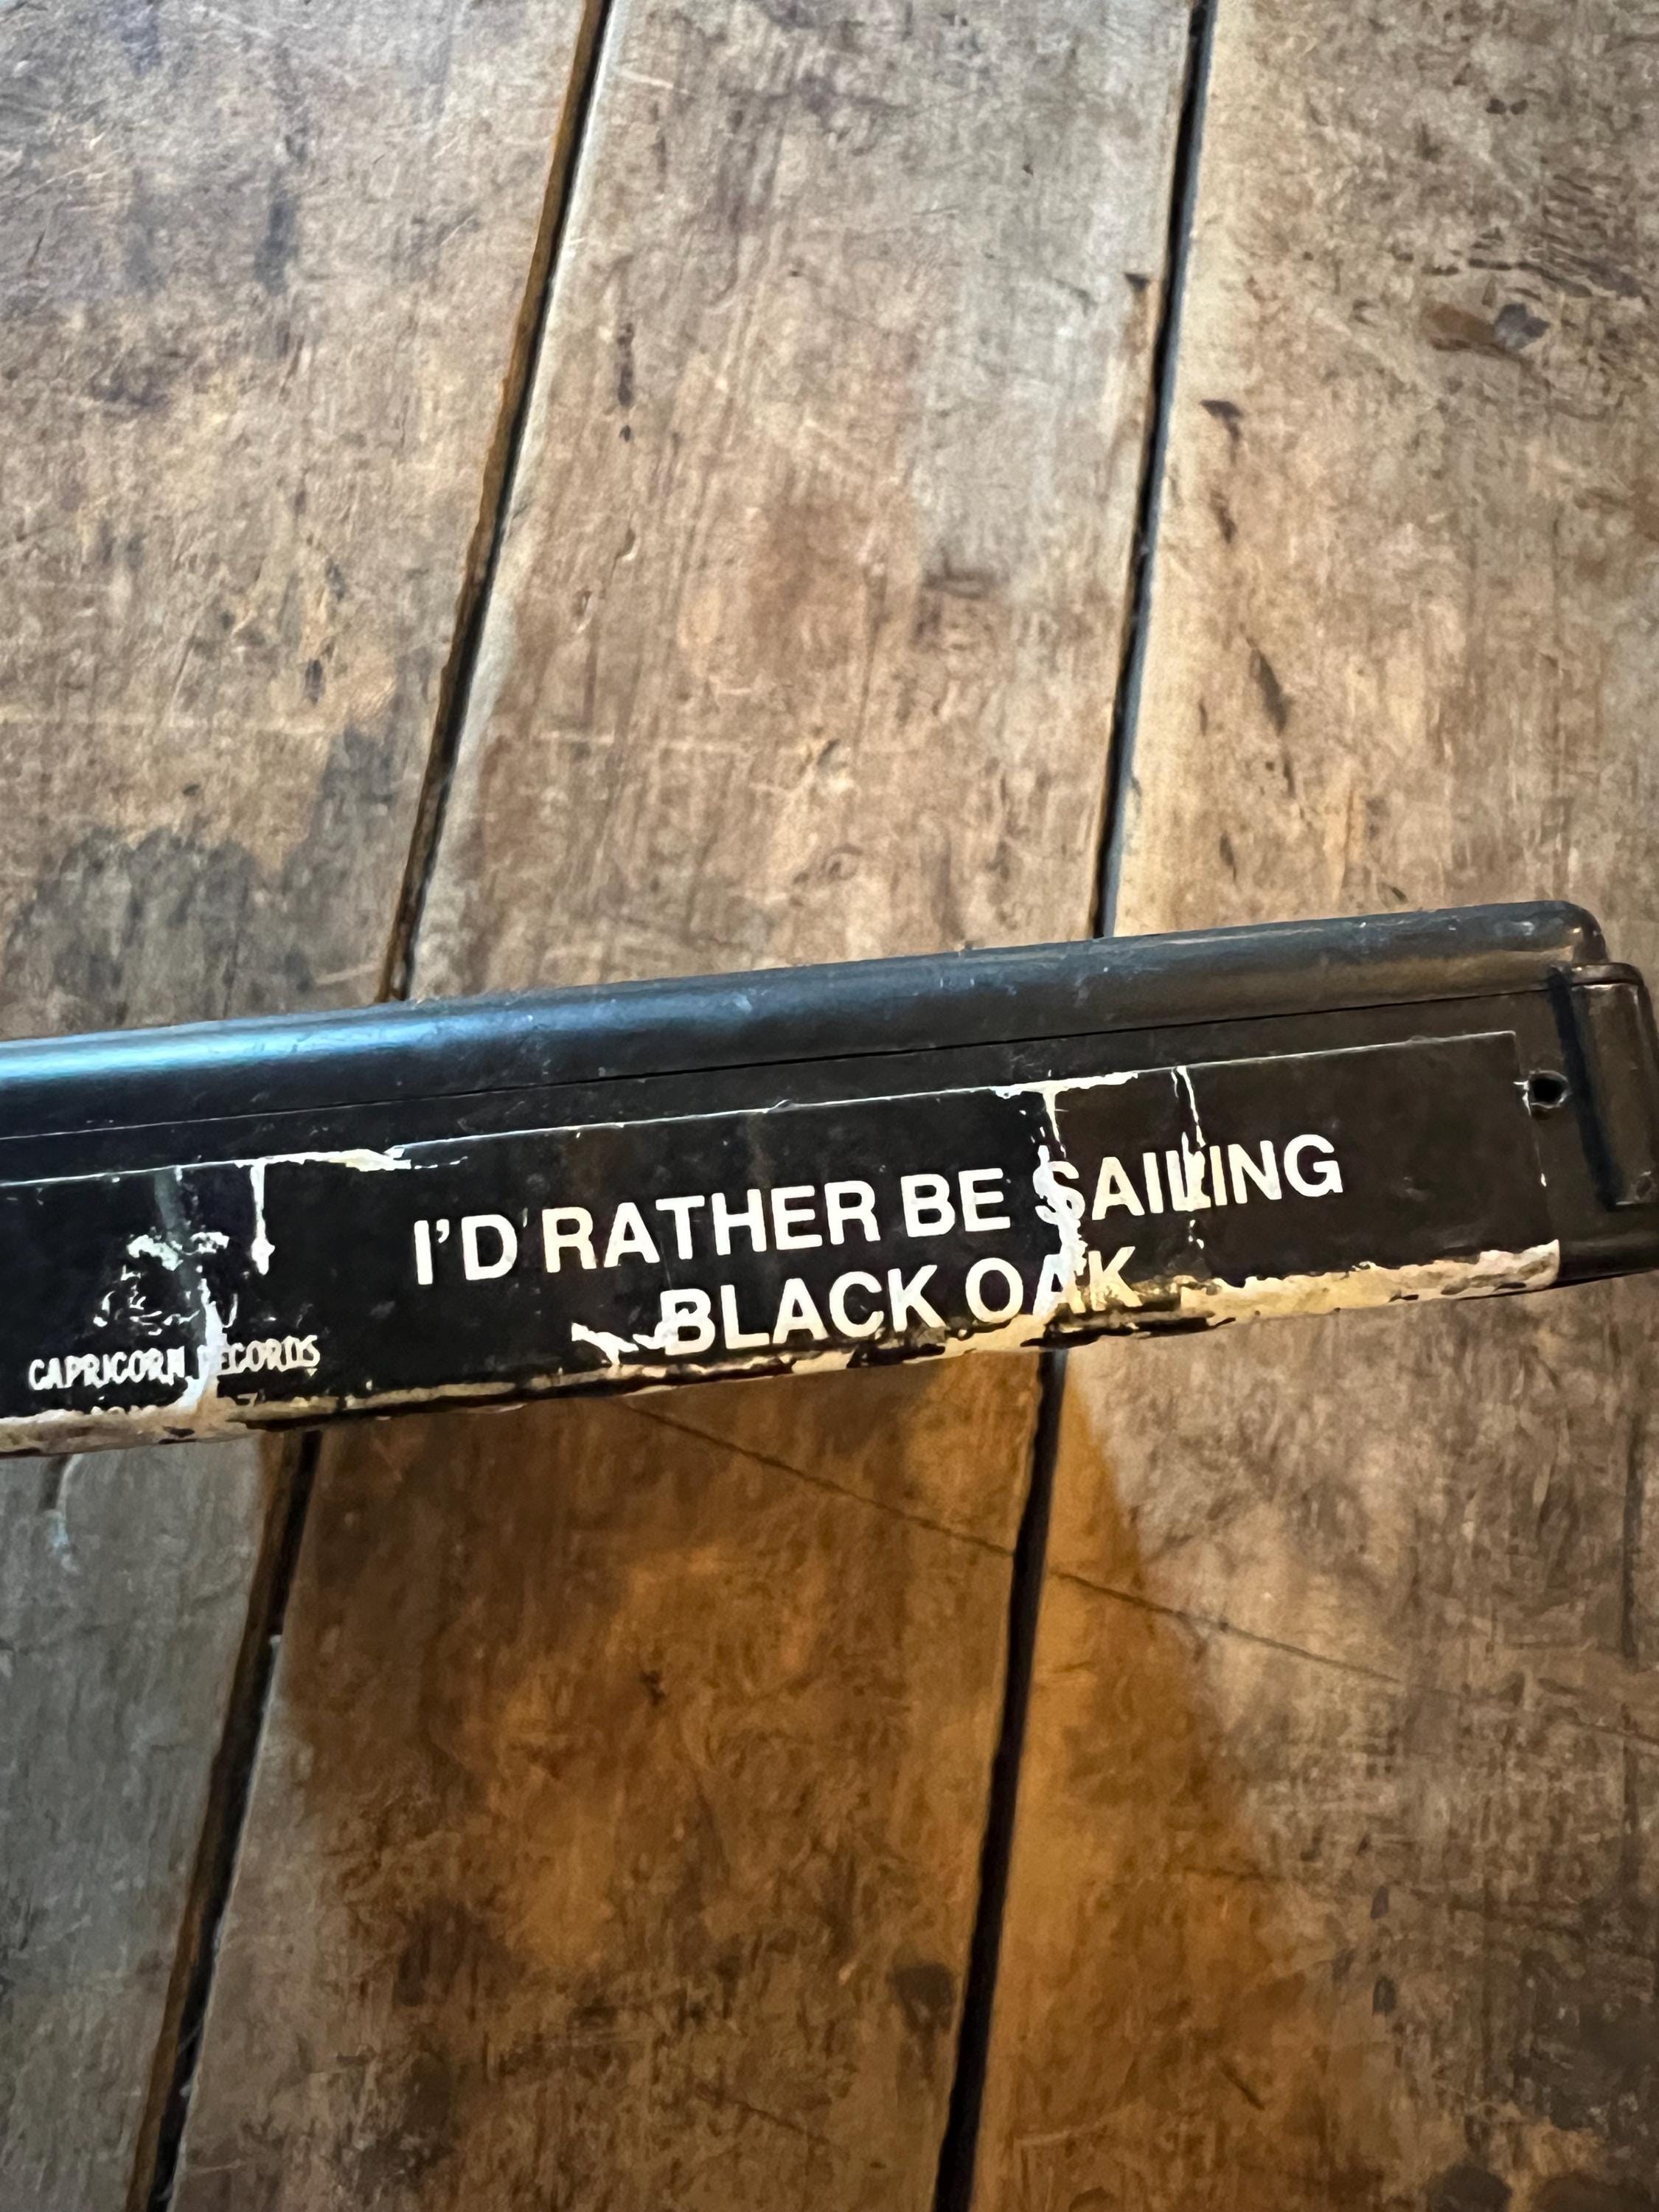 I'D RATHER BE SAILING
BLACK OAK
CAPRICORN RECORDS